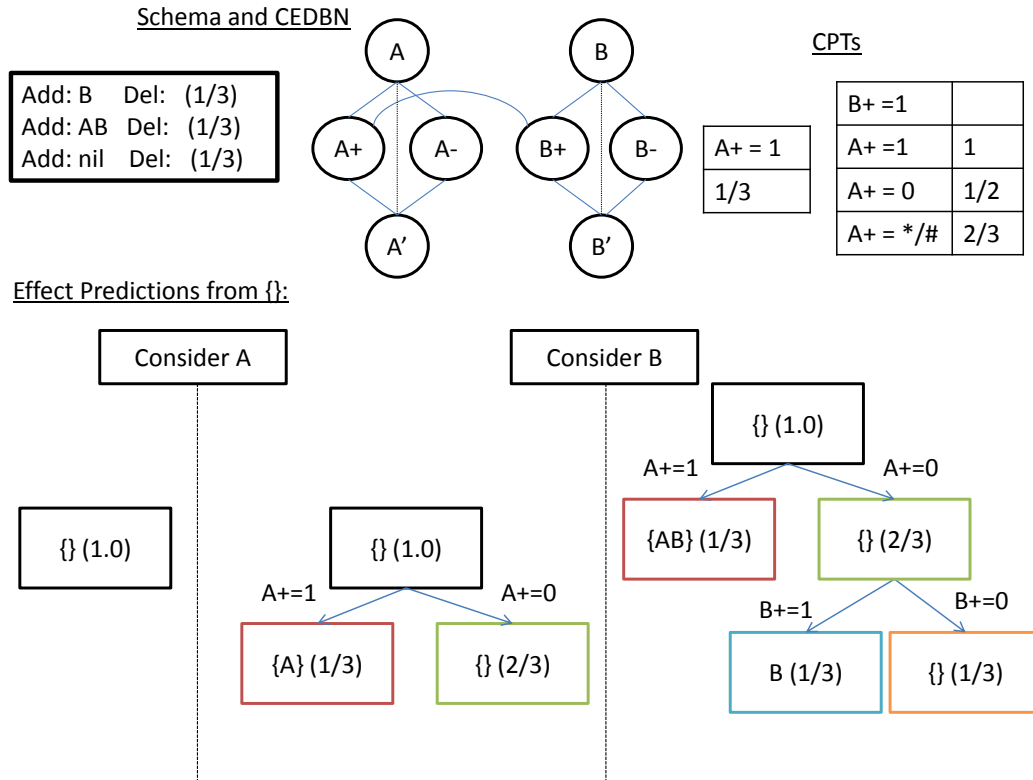 Schema and CEDBN
CPTs
Add: B Del: (1/3)
Add: AB Del: (1/3)
Add: nil Del: (1/3)
A
B
A+
A-
B+
B-
A’
B’
A+ = 1
1/3
B+ =1
A+ =1 1
A+ = 0 1/2
A+ = */# 2/3
Effect Predictions from {}:
Consider A
Consider B
{} (1.0)
{} (1.0)
A+=1
A+=0
{A} (1/3)
{} (2/3)
{} (1.0)
A+=1
A+=0
{AB} (1/3)
{} (2/3)
B+=1
B+=0
B (1/3)
{} (1/3)